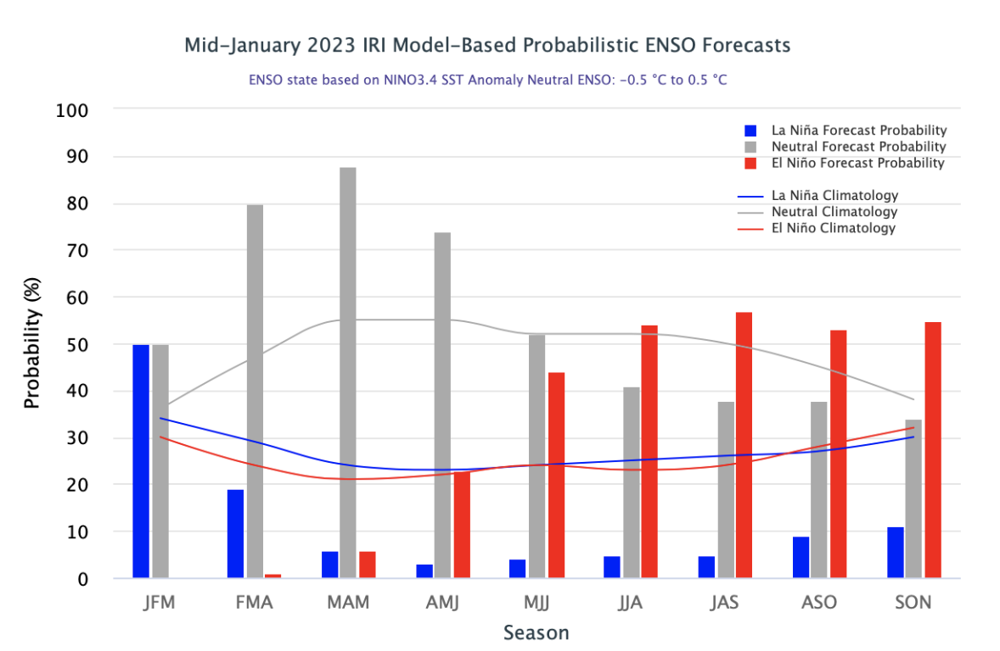 Mid-January 2023 IRI Model-Based Probabilistic ENSO Forecasts
ENSO state based on NINO3.4 SST Anomaly Neutral ENSO: -0.5 °C to 0.5 °C
La Niña Forecast Probability
Neutral Forecast Probability
El Niño Forecast Probability
La Niña Climatology
Neutral Climatology
El Niño Climatology
Probability (%)
100
90
80
70
60
50
40
30
20
10
0
JFM FMA MAM AMJ MJJ JJA JAS ASO SON
Season